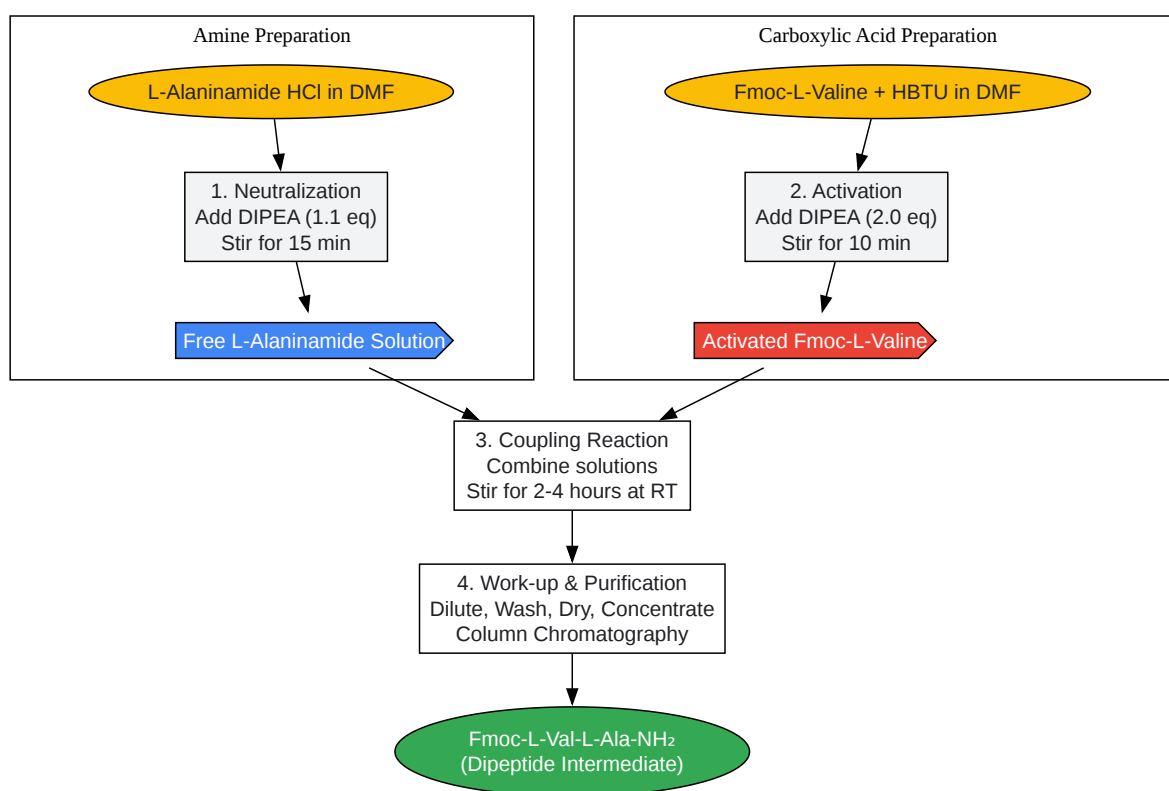 Amine Preparation
L-Alaninamide HCl in DMF
1. Neutralization
Add DIPEA (1.1 eq)
Stir for 15 min
Free L-Alaninamide Solution
Carboxylic Acid Preparation
Fmoc-L-Valine + HBTU in DMF
2. Activation
Add DIPEA (2.0 eq)
Stir for 10 min
Activated Fmoc-L-Valine
3. Coupling Reaction
Combine solutions
Stir for 2-4 hours at RT
4. Work-up & Purification
Dilute, Wash, Dry, Concentrate
Column Chromatography
Fmoc-L-Val-L-Ala-NH₂
(Dipeptide Intermediate)